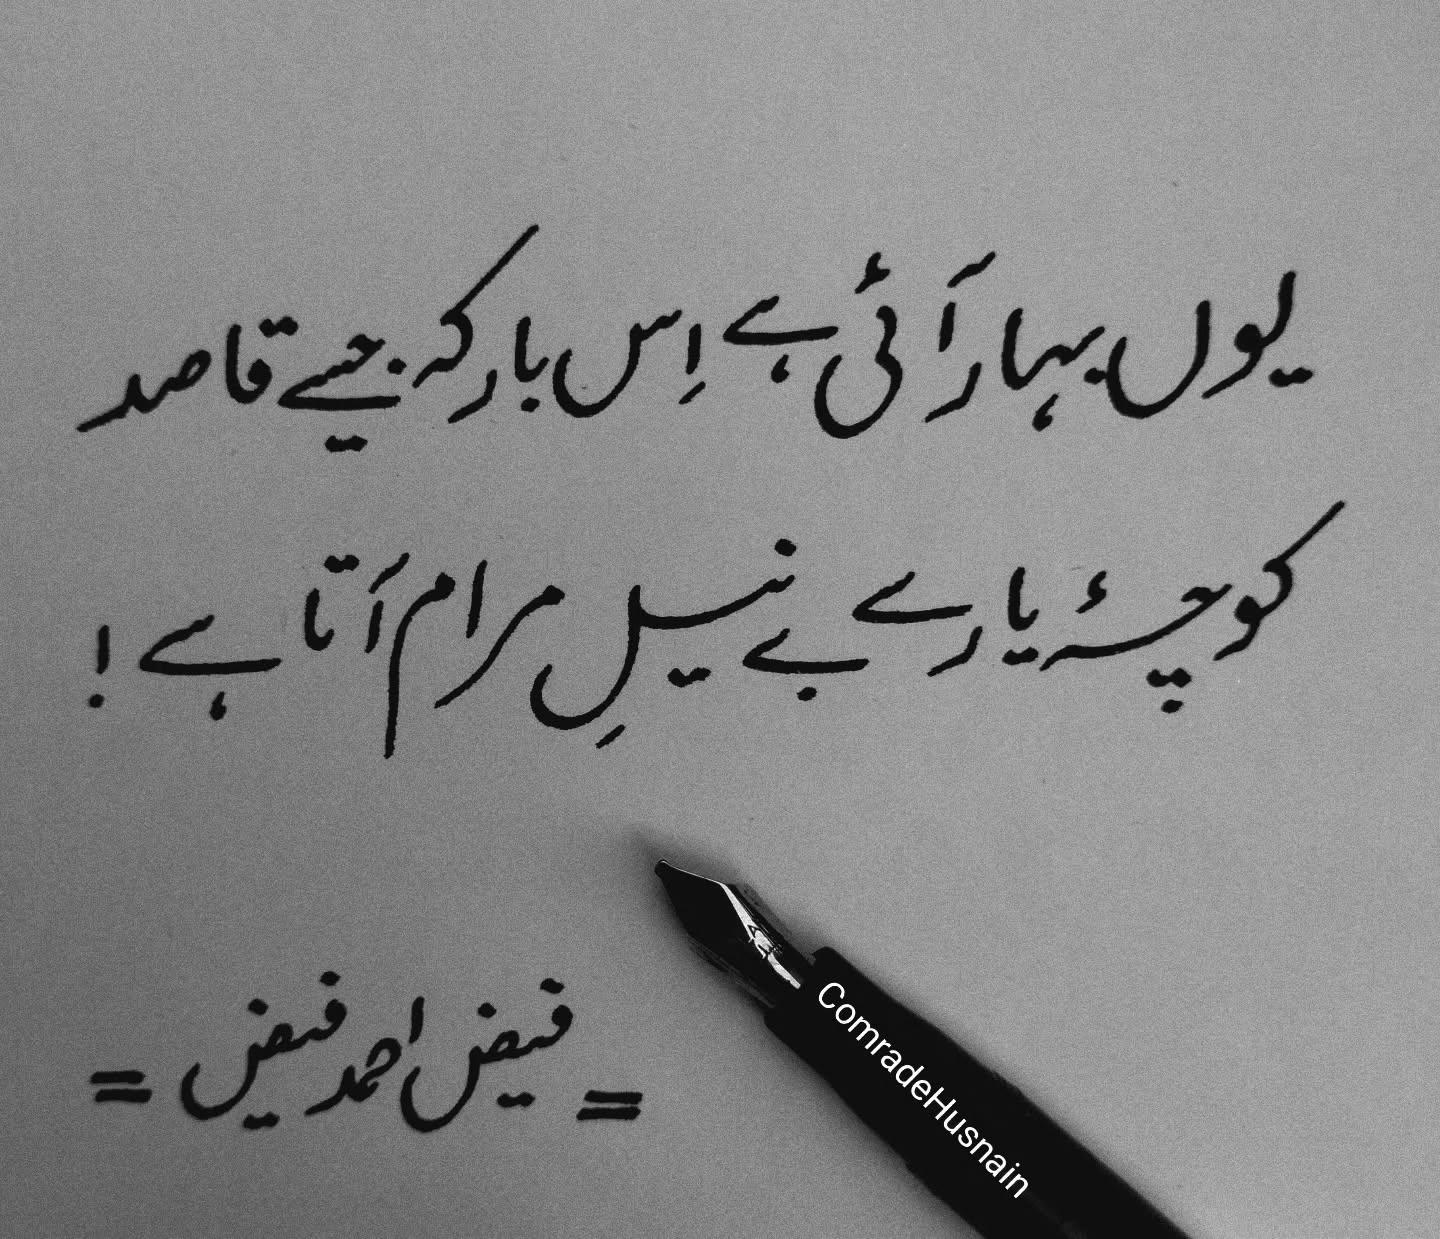 یوں بہار آئی ہے اِس بار کہ جیسے قاصد
کوچۂ یار سے بے نیلِ مرام آتا ہے !
= فیض احمد فیض =
ComradeHusnain